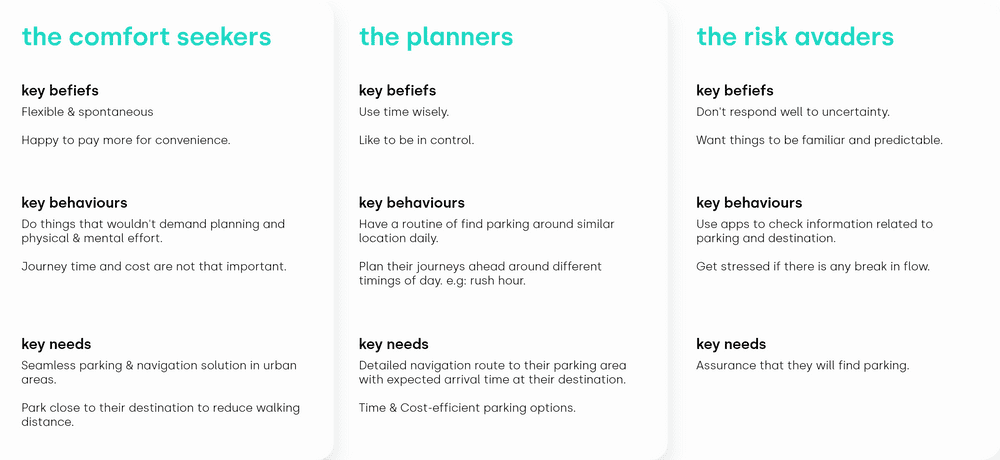 the comfort seekers
key befiefs
Flexible & spontaneous
Happy to pay more for convenience.
key behaviours
Do things that wouldn't demand planning and
physical & mental effort.
Journey time and cost are not that important.
key needs
Seamless parking & navigation solution in urban
areas.
Park close to their destination to reduce walking
distance.
the planners
key befiefs
Use time wisely.
Like to be in control.
key behaviours
Have a routine of find parking around similar
location daily.
Plan their journeys ahead around different
timings of day. e.g: rush hour.
key needs
Detailed navigation route to their parking area
with expected arrival time at their destination.
Time & Cost-efficient parking options.
the risk avaders
key befiefs
Don't respond well to uncertainty.
Want things to be familiar and predictable.
key behaviours
Use apps to check information related to
parking and destination.
Get stressed if there is any break in flow.
key needs
Assurance that they will find parking.